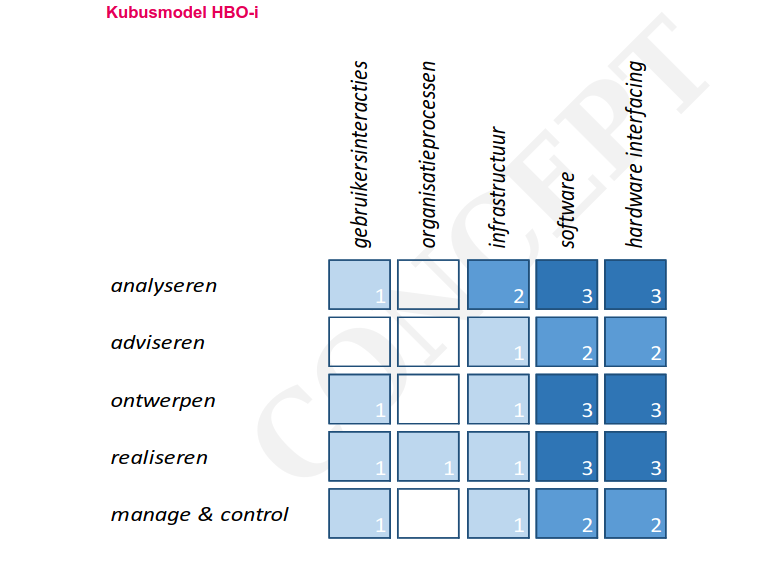 Kubusmodel HBO-i
gebruikersinteracties
organisatieprocessen
infrastructuur
software
hardware interfacing
CONCEPT
analyseren 1 2 3 3
adviseren 1 2 2
ontwerpen 1 1 3 3
realiseren 1 1 1 3 3
manage & control 1 1 2 2